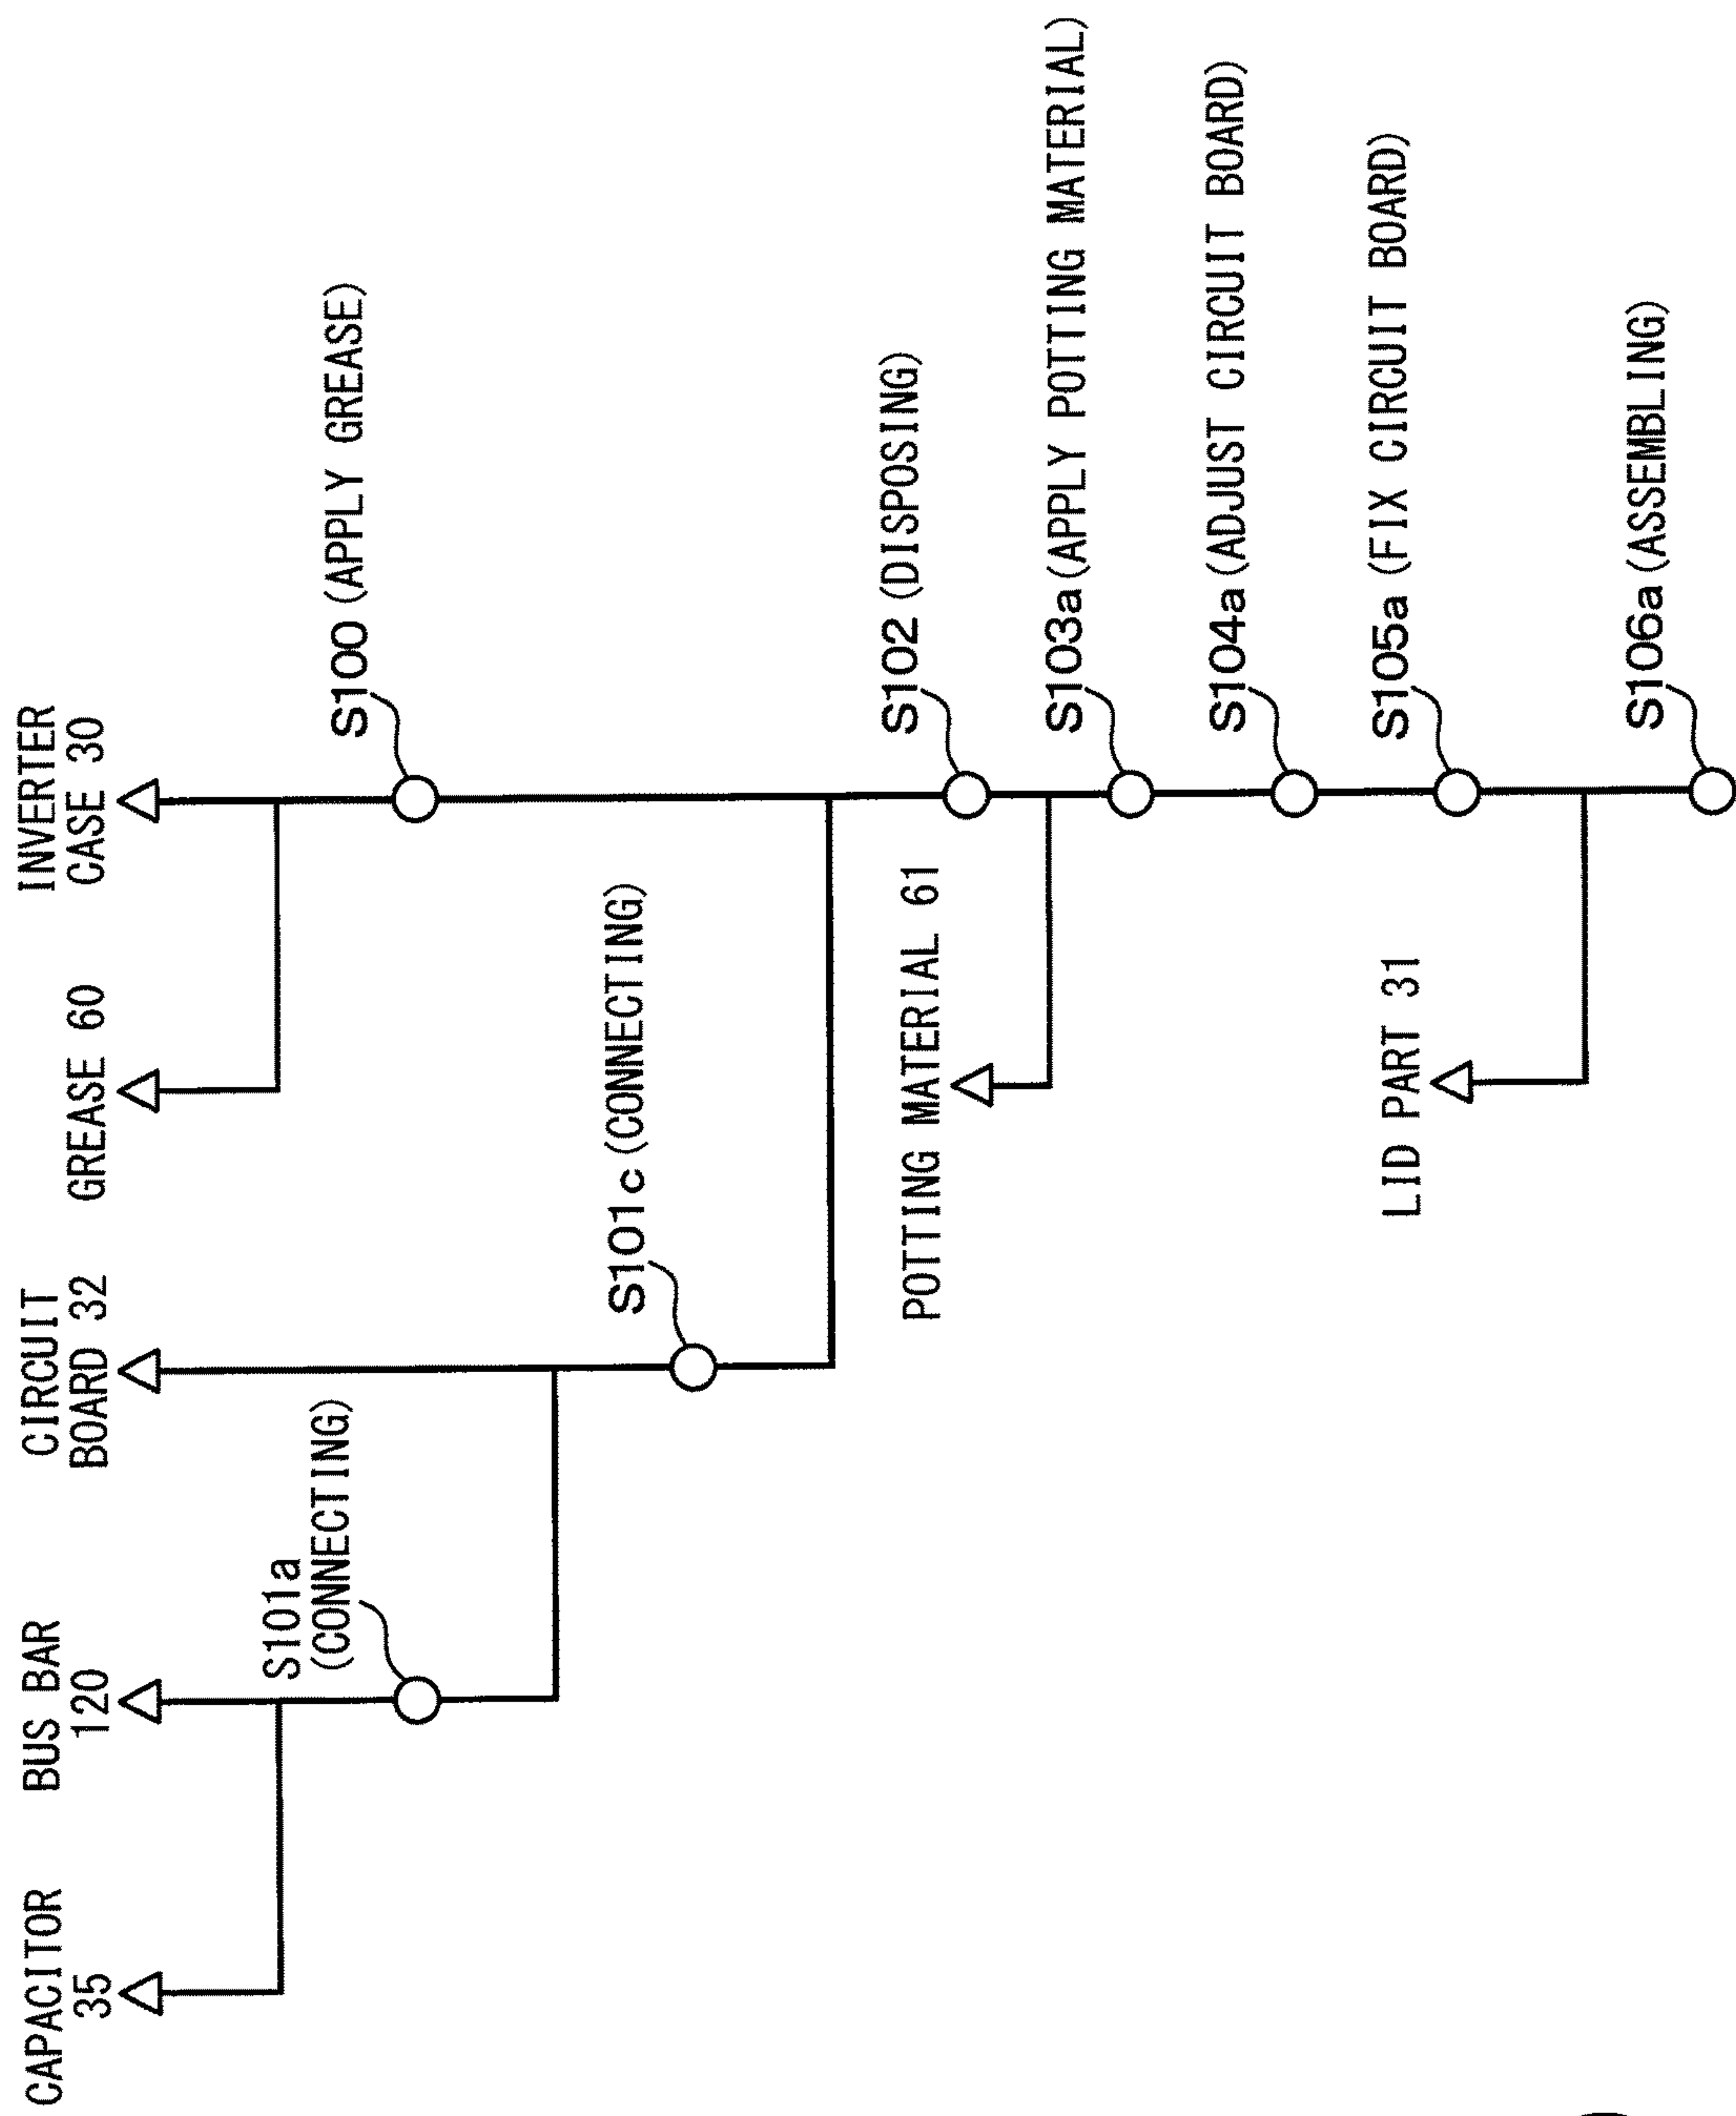 CAPACITOR
35
BUS BAR
120
CIRCUIT
BOARD 32
GREASE 60
INVERTER
CASE 30
S101a
(CONNECTING)
S100 (APPLY GREASE)
S101c (CONNECTING)
S102 (DISPOSING)
POTTING MATERIAL 61
S103a (APPLY POTTING MATERIAL)
S104a (ADJUST CIRCUIT BOARD)
LID PART 31
S105a (FIX CIRCUIT BOARD)
S106a (ASSEMBLING)